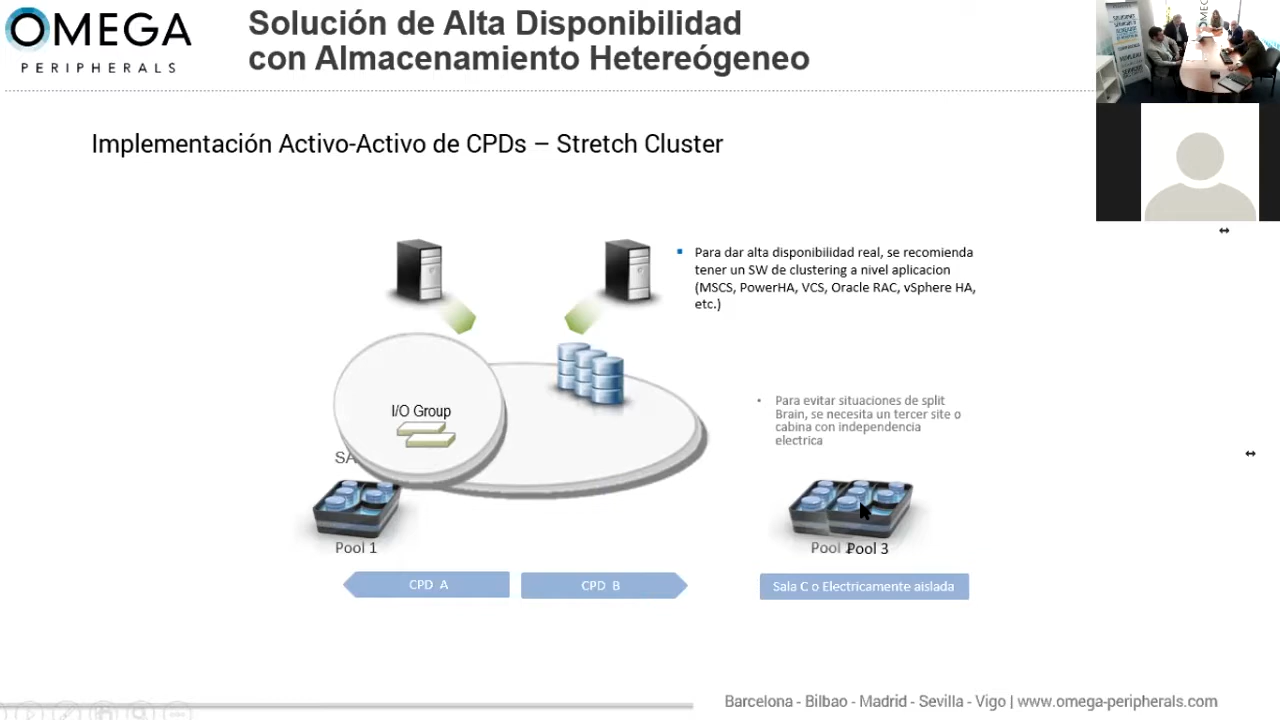 OMEGA
PERIPHERALS
Solución de Alta Disponibilidad
con Almacenamiento Hetereógeneo
Implementación Activo-Activo de CPDs – Stretch Cluster
▪ Para dar alta disponibilidad real, se recomienda
tener un SW de clustering a nivel aplicacion
(MSCS, PowerHA, VCS, Oracle RAC, vSphere HA,
etc.)
I/O Group
• Para evitar situaciones de split
Brain, se necesita un tercer site o
cabina con independencia
electrica
Pool 1
Pool
Pool 3
CPD A
CPD B
Sala C o Electricamente aislada
Barcelona - Bilbao - Madrid - Sevilla - Vigo | www.omega-peripherals.com